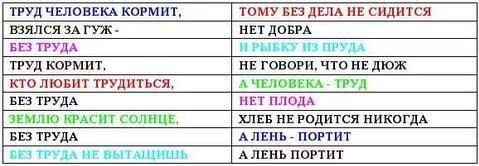 ТРУД ЧЕЛОВЕКА КОРМИТ, ТОМУ БЕЗ ДЕЛА НЕ СИДИТСЯ
ВЗЯЛСЯ ЗА ГУЖ - НЕТ ДОБРА
БЕЗ ТРУДА И РЫБКУ ИЗ ПРУДА
ТРУД КОРМИТ, НЕ ГОВОРИ, ЧТО НЕ ДЮЖ
КТО ЛЮБИТ ТРУДИТЬСЯ, А ЧЕЛОВЕКА - ТРУД
БЕЗ ТРУДА НЕТ ПЛОДА
ЗЕМЛЮ КРАСИТ СОЛНЦЕ, ХЛЕБ НЕ РОДИТСЯ НИКОГДА
БЕЗ ТРУДА А ЛЕНЬ - ПОРТИТ
БЕЗ ТРУДА НЕ ВЫТАЩИШЬ А ЛЕНЬ ПОРТИТ